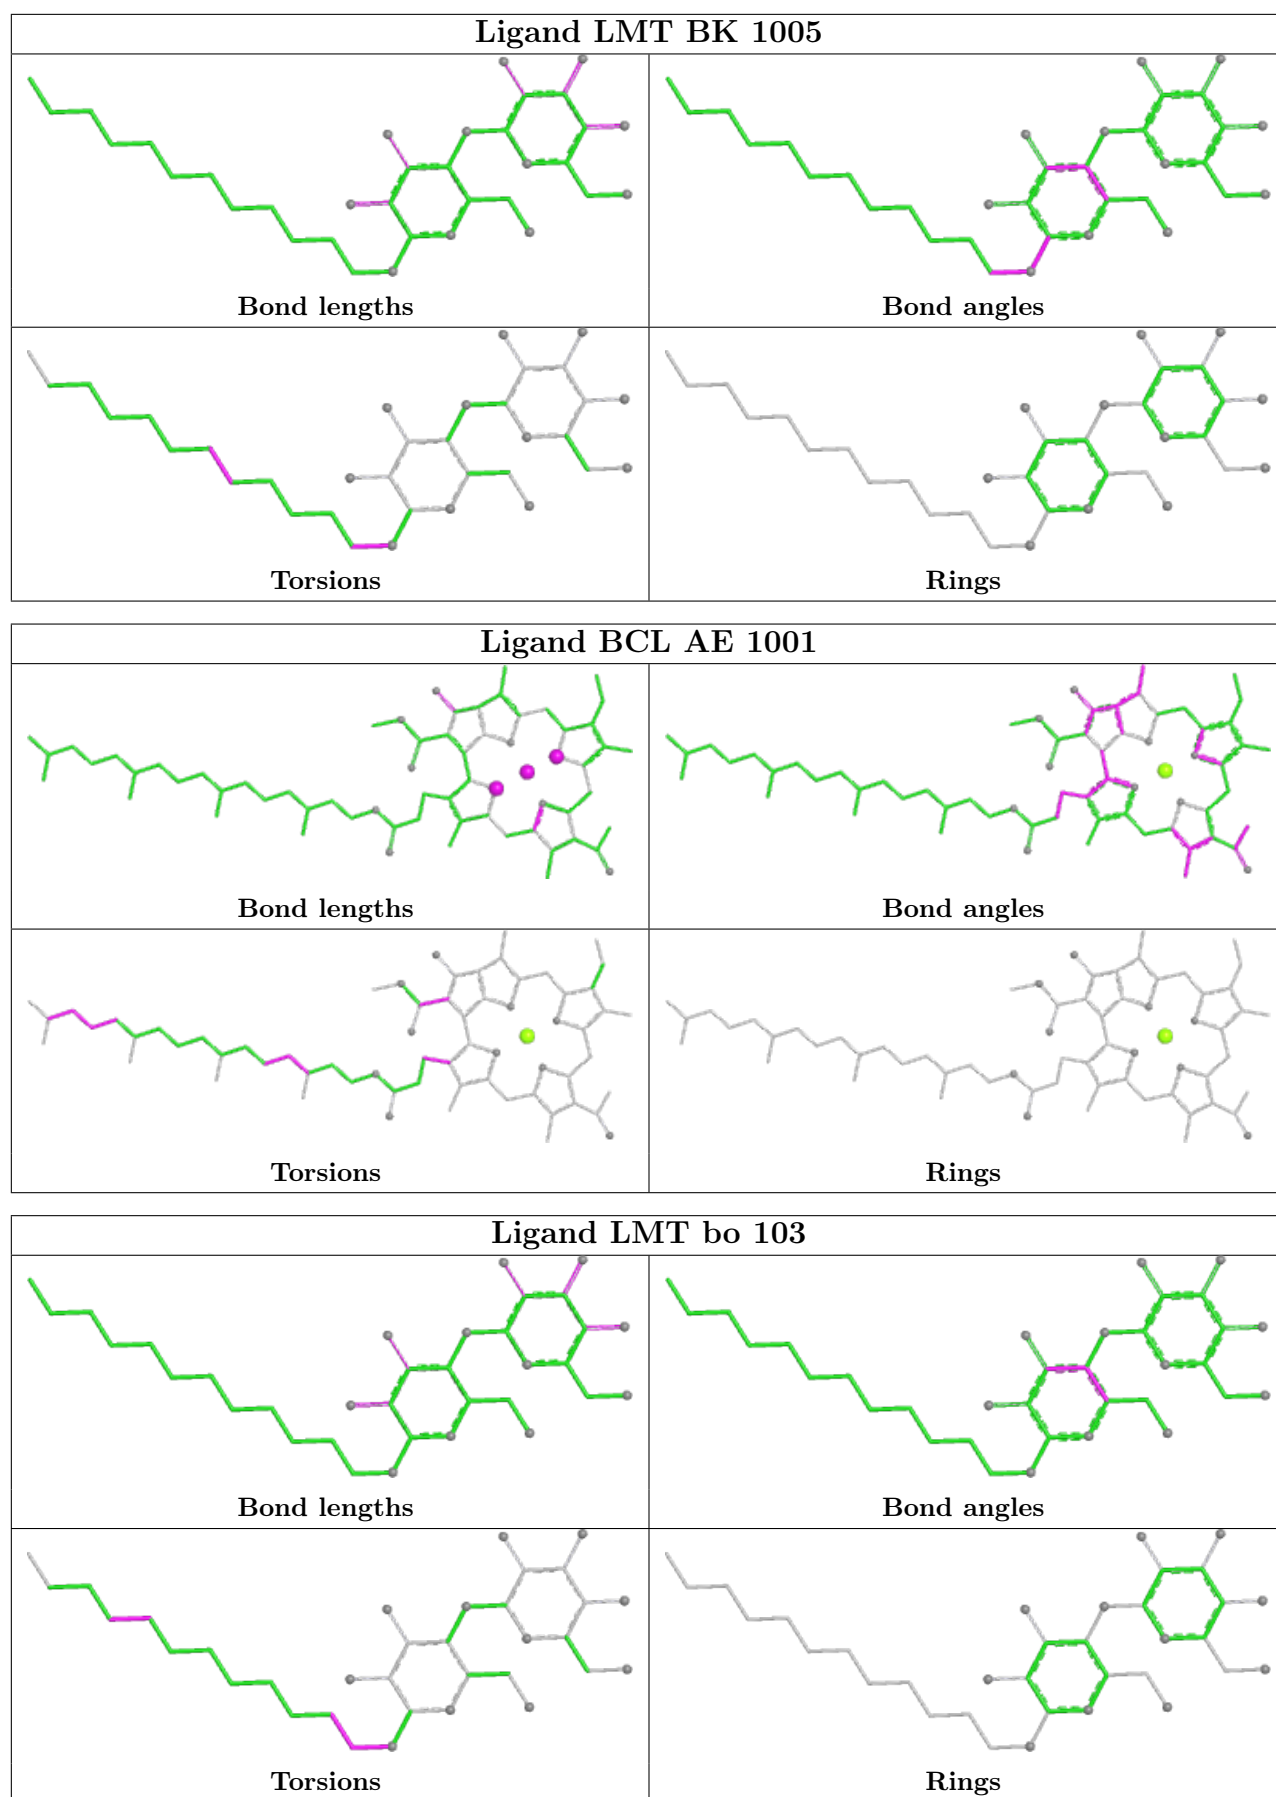 Ligand LMT BK 1005
Bond lengths
Bond angles
Torsions
Rings
Ligand BCL AE 1001
Bond lengths
Bond angles
Torsions
Rings
Ligand LMT bo 103
Bond lengths
Bond angles
Torsions
Rings